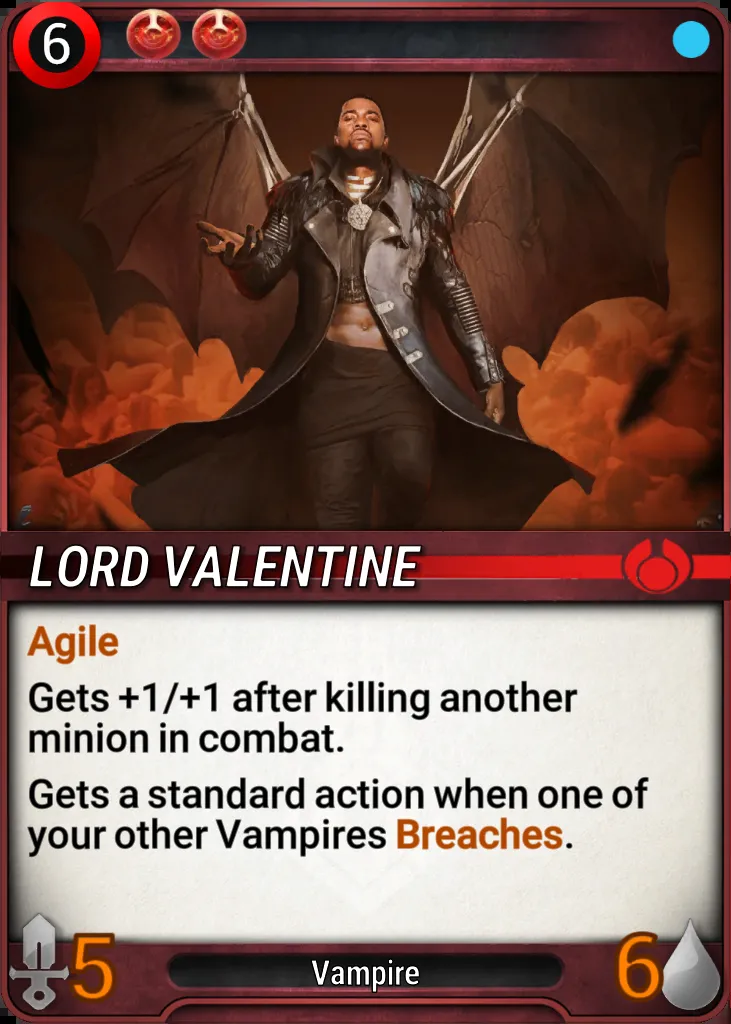 6
LORD VALENTINE
Agile
Gets +1/+1 after killing another
minion in combat.
Gets a standard action when one of
your other Vampires Breaches.
5
Vampire
6